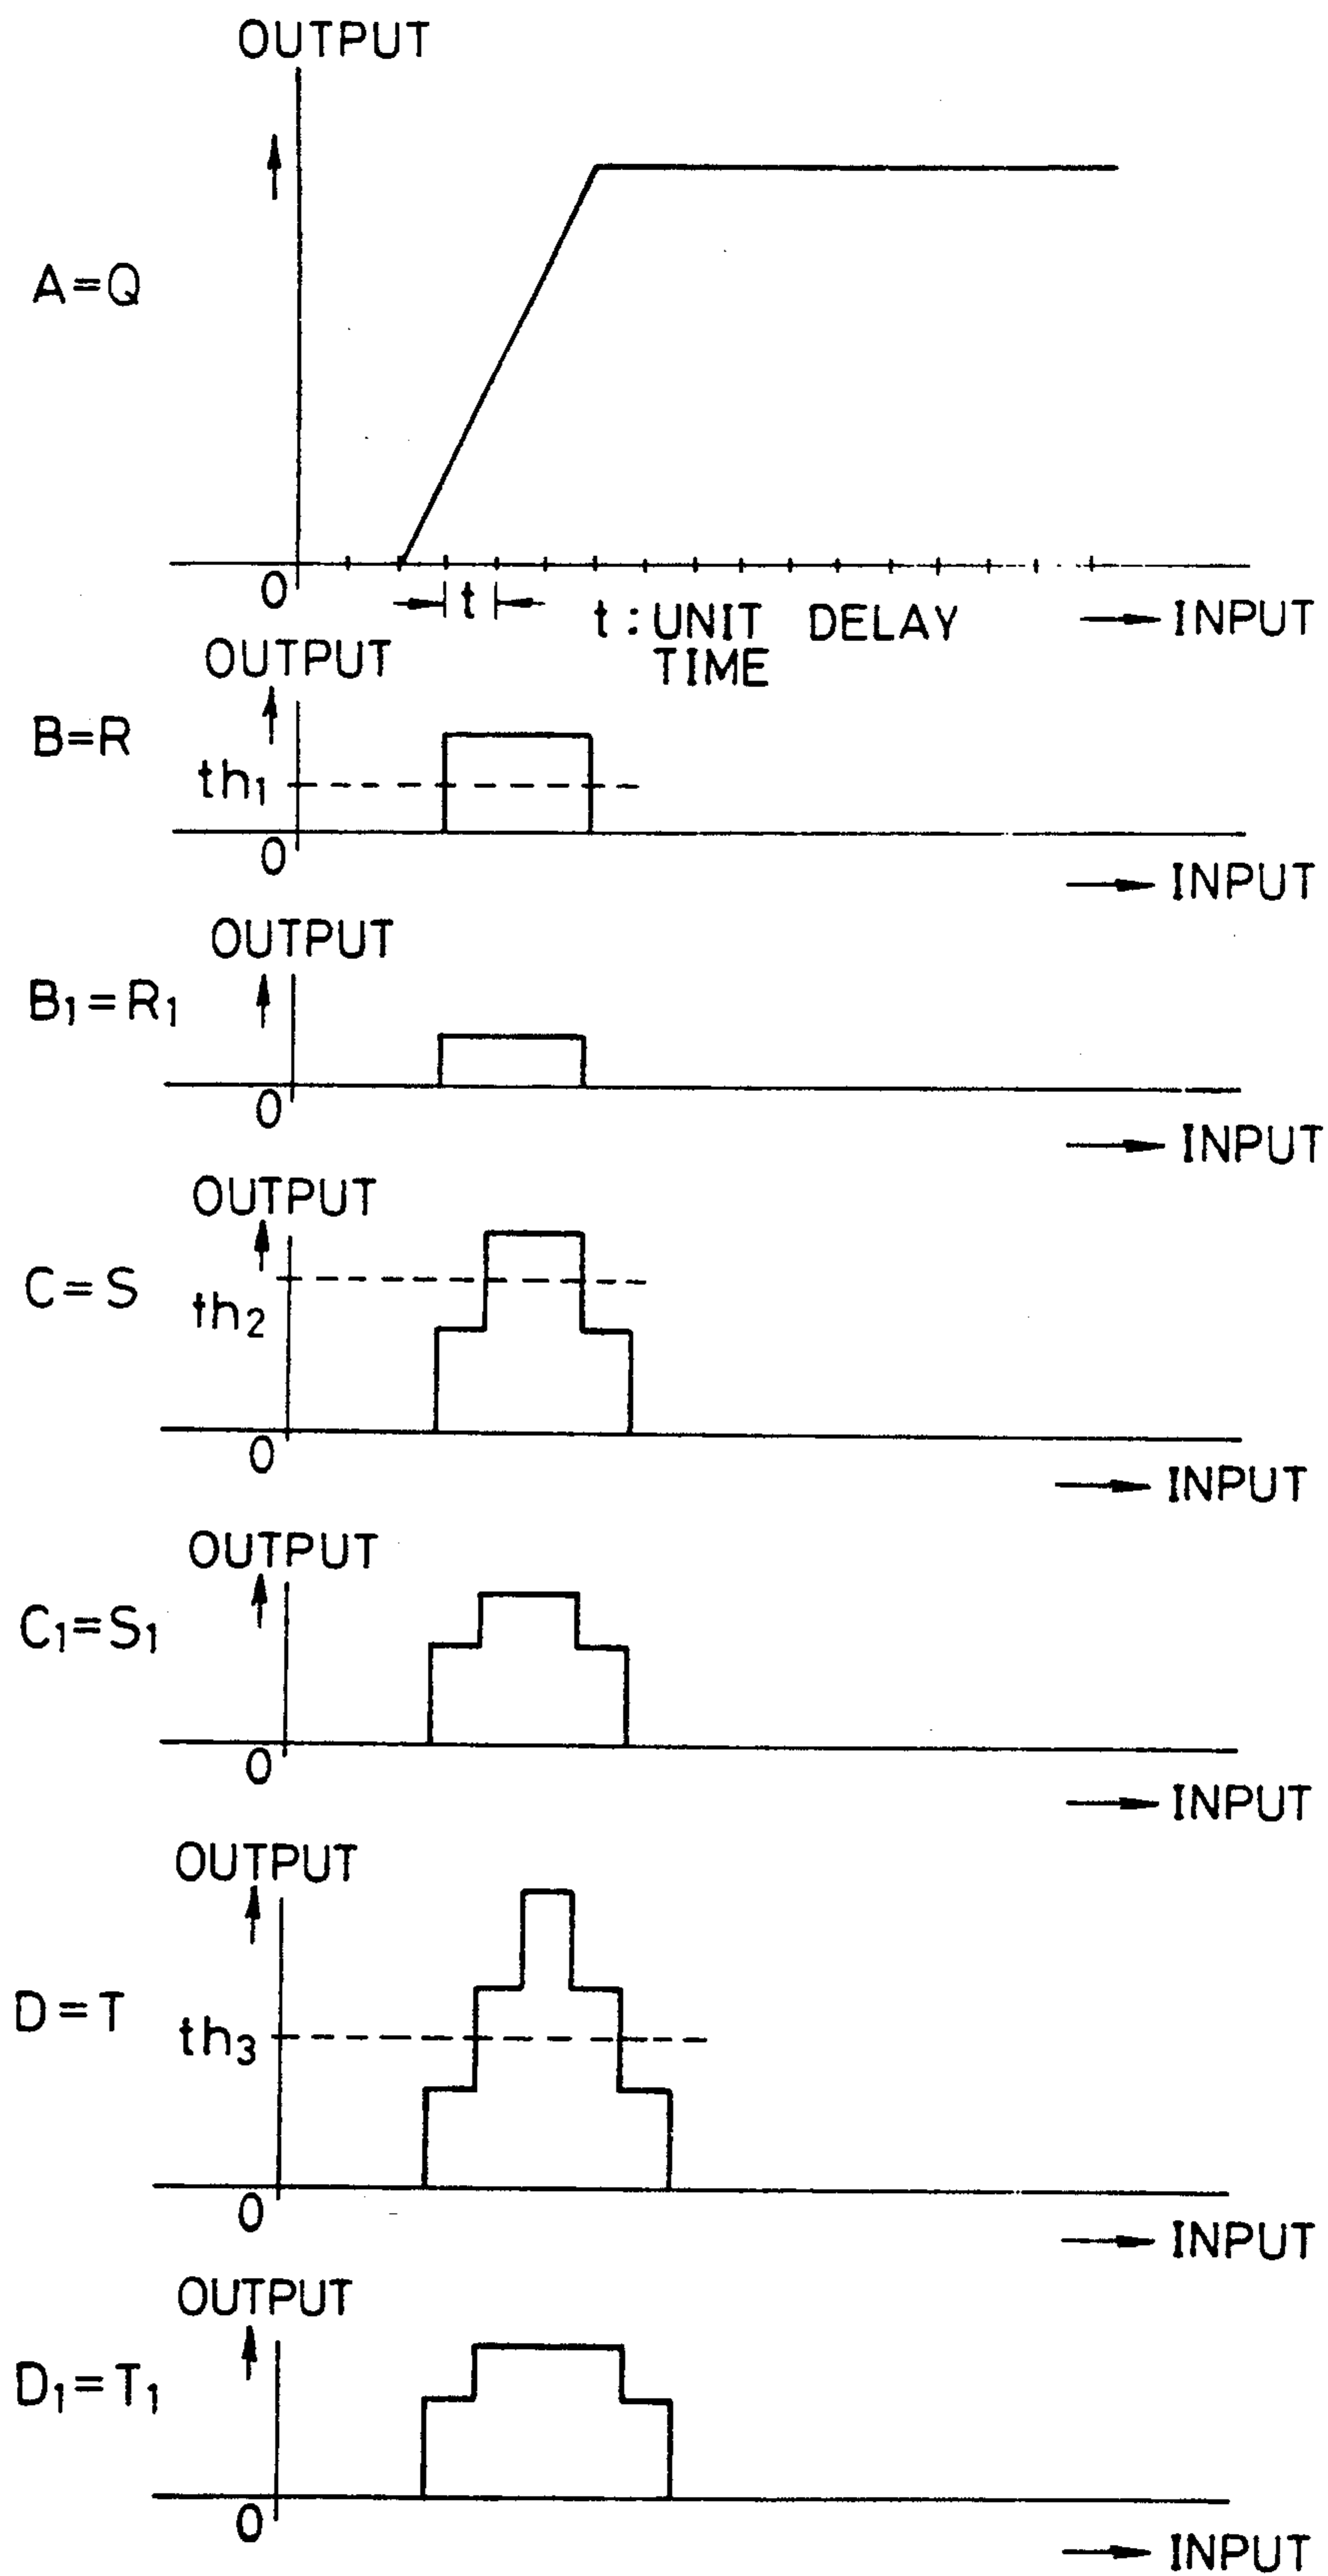 OUTPUT
A=Q
0
t
t : UNIT DELAY TIME
INPUT
OUTPUT
B=R
th1
0
INPUT
OUTPUT
B1=R1
0
INPUT
OUTPUT
C=S
th2
0
INPUT
OUTPUT
C1=S1
0
INPUT
OUTPUT
D=T
th3
0
INPUT
OUTPUT
D1=T1
0
INPUT